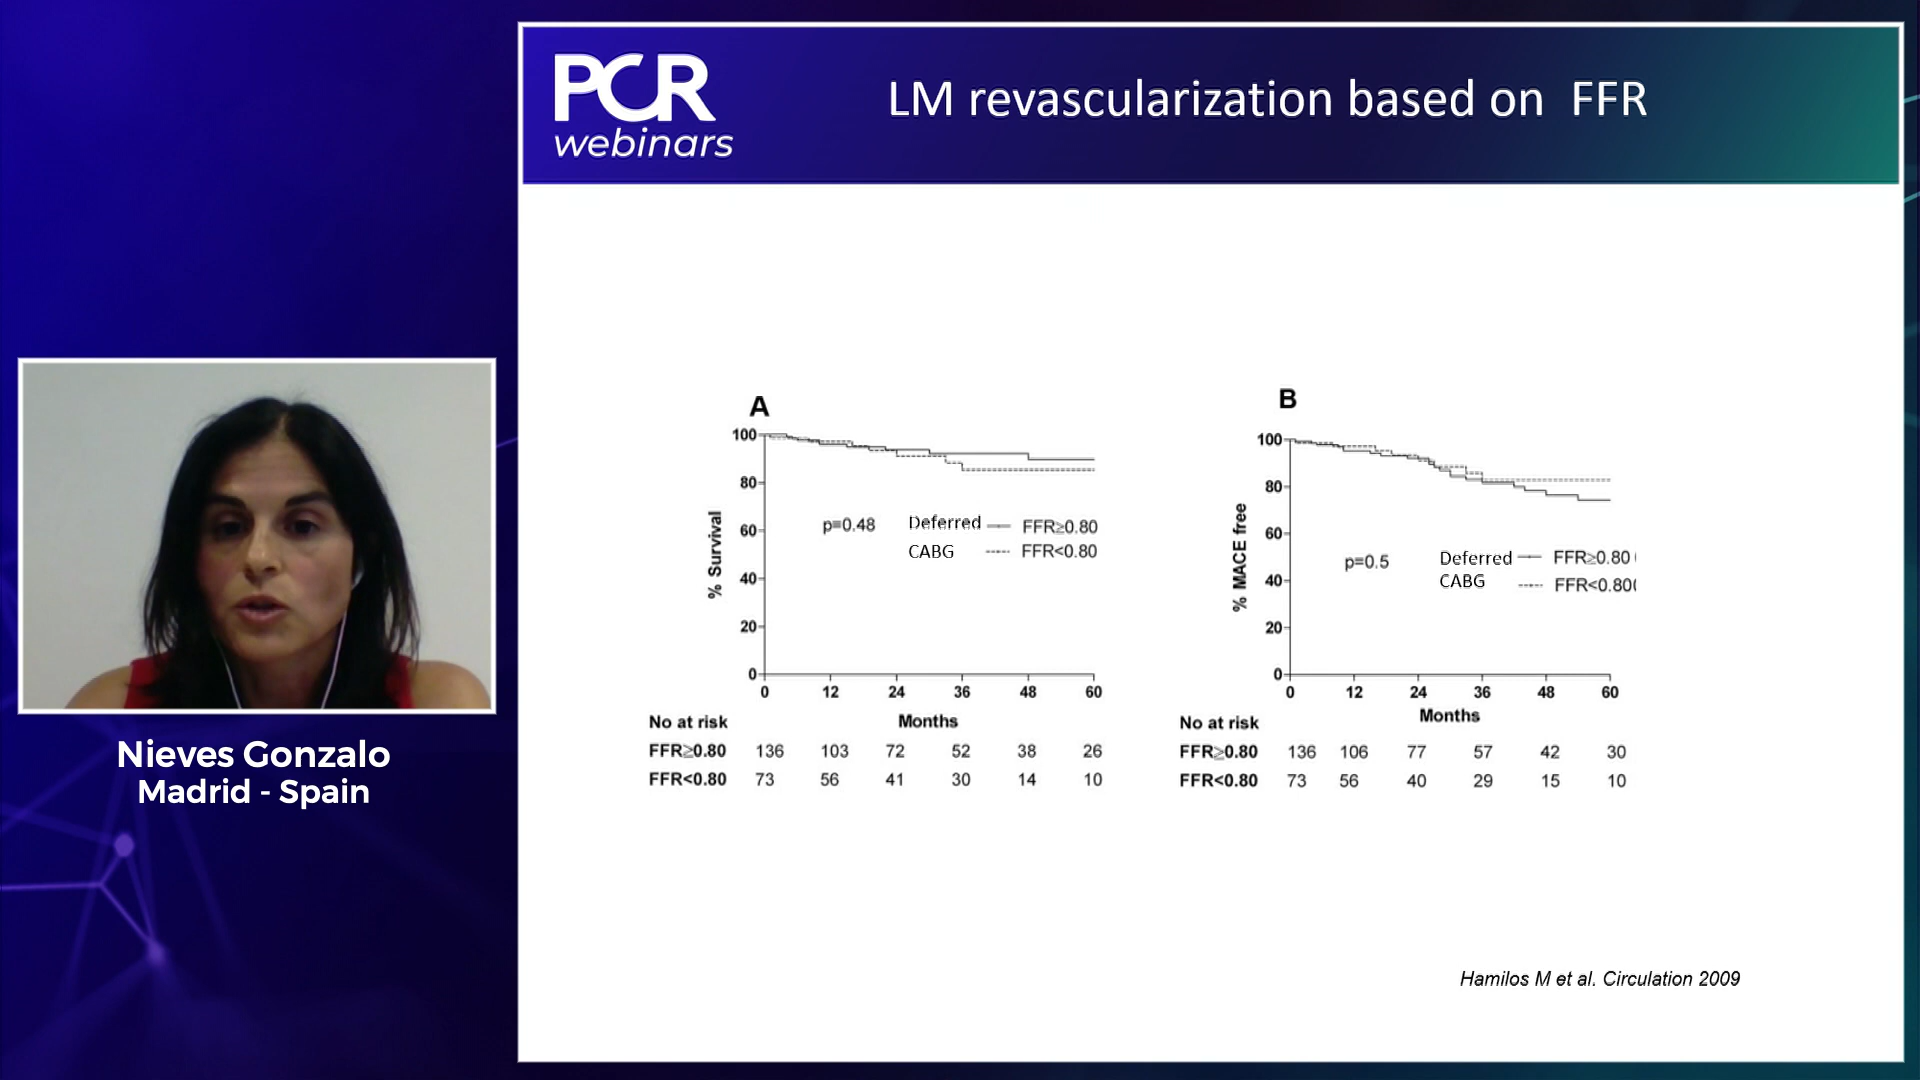 PCR
webinars
LM revascularization based on FFR
A
100
80
60
40
20
0
% Survival
p=0.48
Deferred FFR≥0.80
CABG FFR<0.80
0 12 24 36 48 60
Months
No at risk
FFR≥0.80 136 103 72 52 38 26
FFR<0.80 73 56 41 30 14 10
B
100
80
60
40
20
0
% MACE free
p=0.5
Deferred FFR≥0.80
CABG FFR<0.80
0 12 24 36 48 60
Months
No at risk
FFR≥0.80 136 106 77 57 42 30
FFR<0.80 73 56 40 29 15 10
Hamilos M et al. Circulation 2009
Nieves Gonzalo
Madrid - Spain